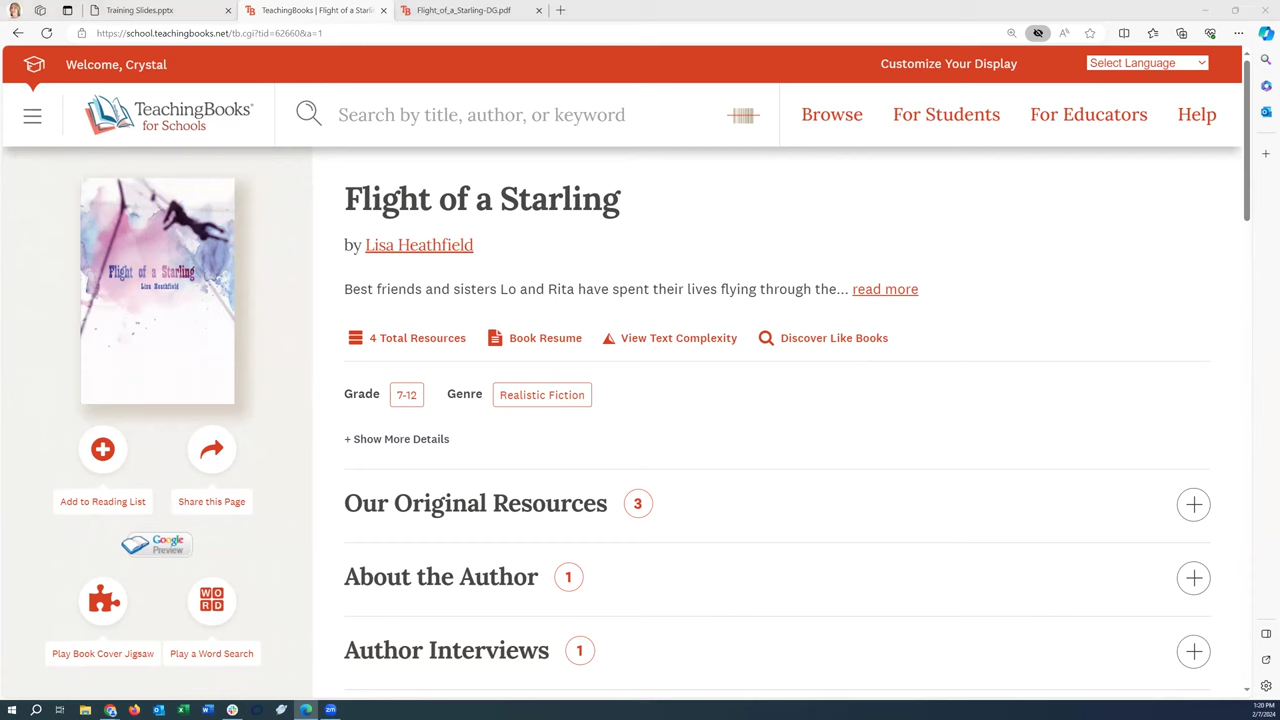 Training Slides.pptx
TeachingBooks | Flight of a Starli
Flight_of_a_Starling-DG.pdf
https://school.teachingbooks.net/tb.cgi?tid=62660&a=1
Welcome, Crystal
Customize Your Display
Select Language
TeachingBooks®
for Schools
Search by title, author, or keyword
Browse
For Students
For Educators
Help
Flight of a Starling
Lisa Heathfield
Add to Reading List
Share this Page
Google
Preview
WO
RD
Play Book Cover Jigsaw
Play a Word Search
Flight of a Starling
by Lisa Heathfield
Best friends and sisters Lo and Rita have spent their lives flying through the... read more
4 Total Resources
Book Resume
View Text Complexity
Discover Like Books
Grade 7-12 Genre Realistic Fiction
+ Show More Details
Our Original Resources 3
About the Author 1
Author Interviews 1
1:20 PM
2/7/2024